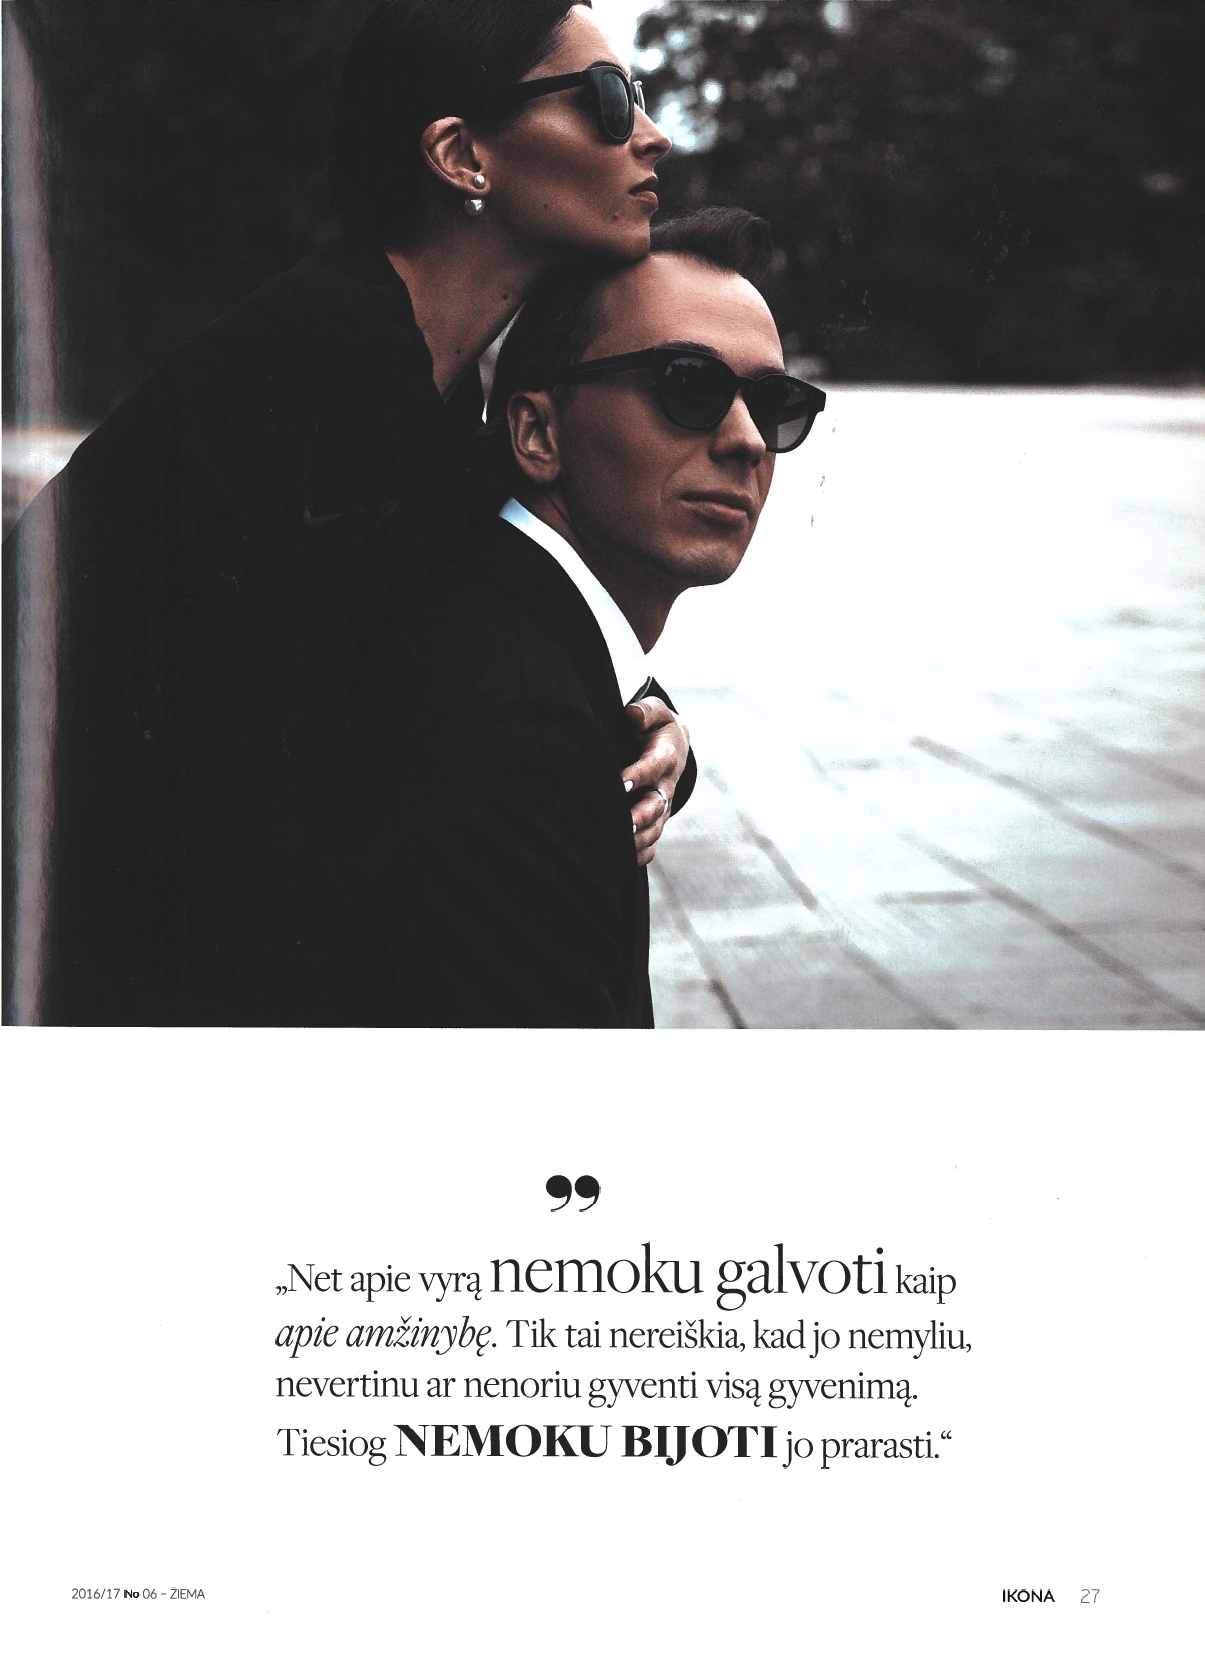 ”
„Net apie vyrą nemoku galvoti kaip
apie amžinybę. Tik tai nereiškia, kad jo nemyliu,
nevertinu ar nenoriu gyventi visą gyvenimą.
Tiesiog NEMOKU BIJOTI jo prarasti.“
2016/17 No 06 – ŽIEMA
IKONA 27